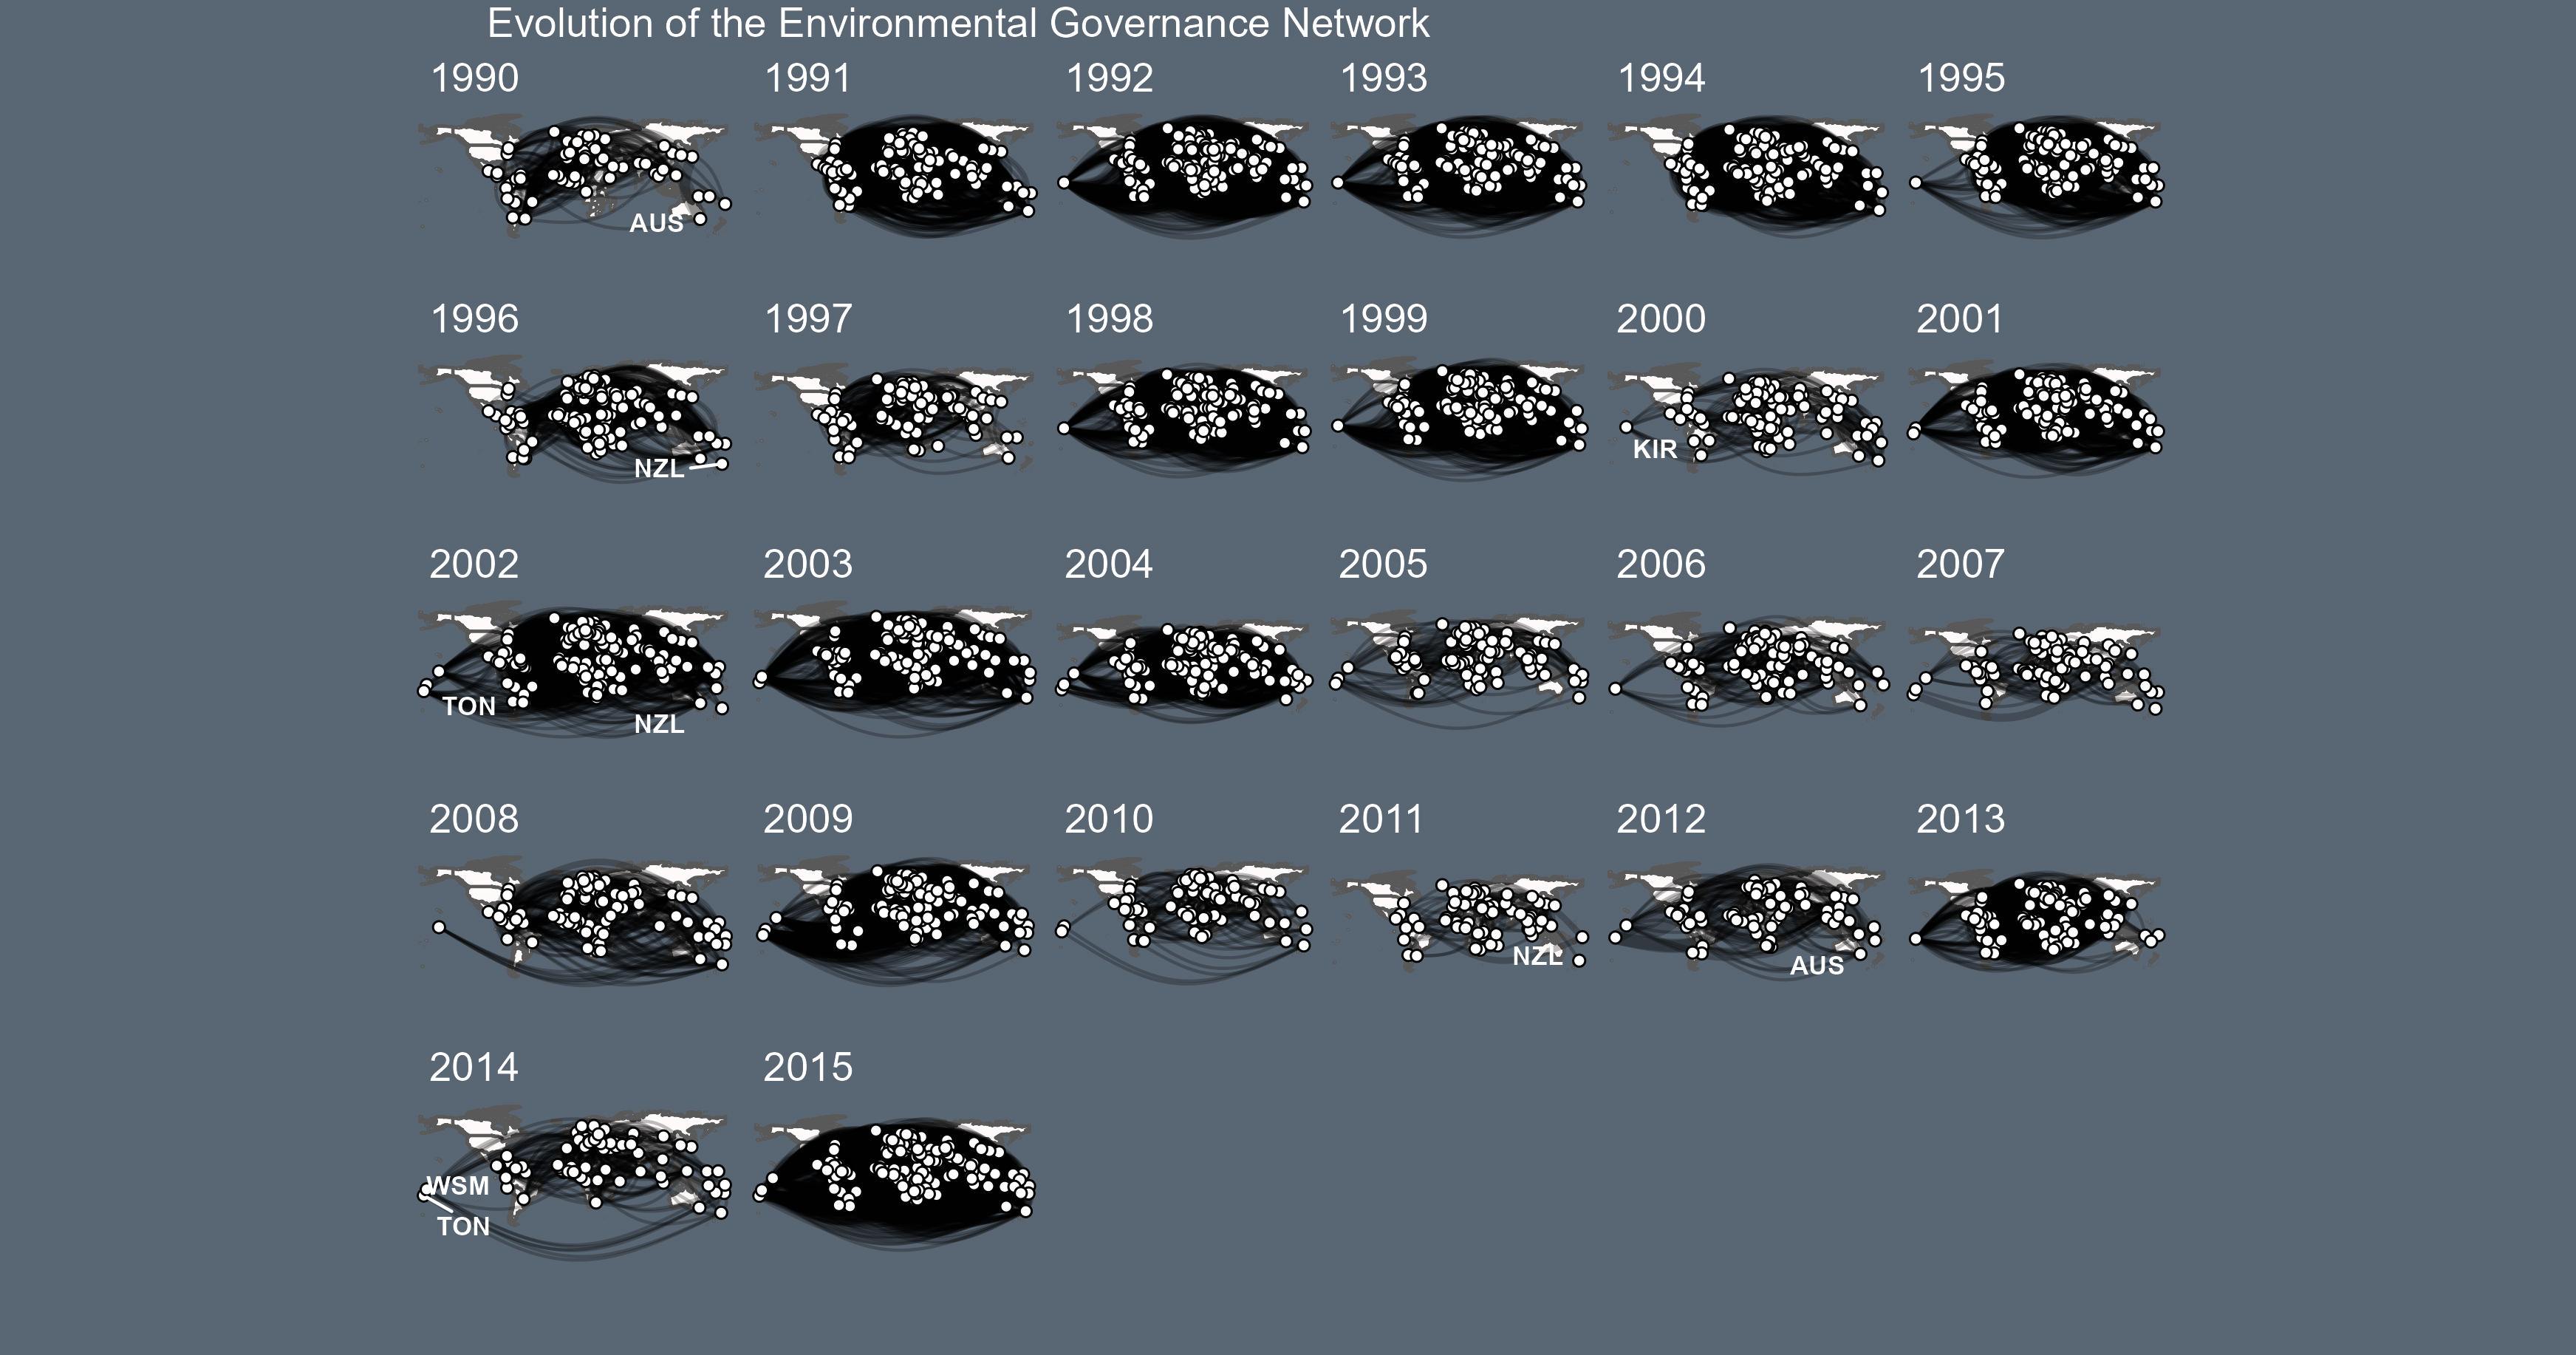 Evolution of the Environmental Governance Network
1990 1991 1992 1993 1994 1995
AUS
1996 1997 1998 1999 2000 2001
NZL KIR
2002 2003 2004 2005 2006 2007
TON NZL
2008 2009 2010 2011 2012 2013
NZL AUS
2014 2015
WSM
TON